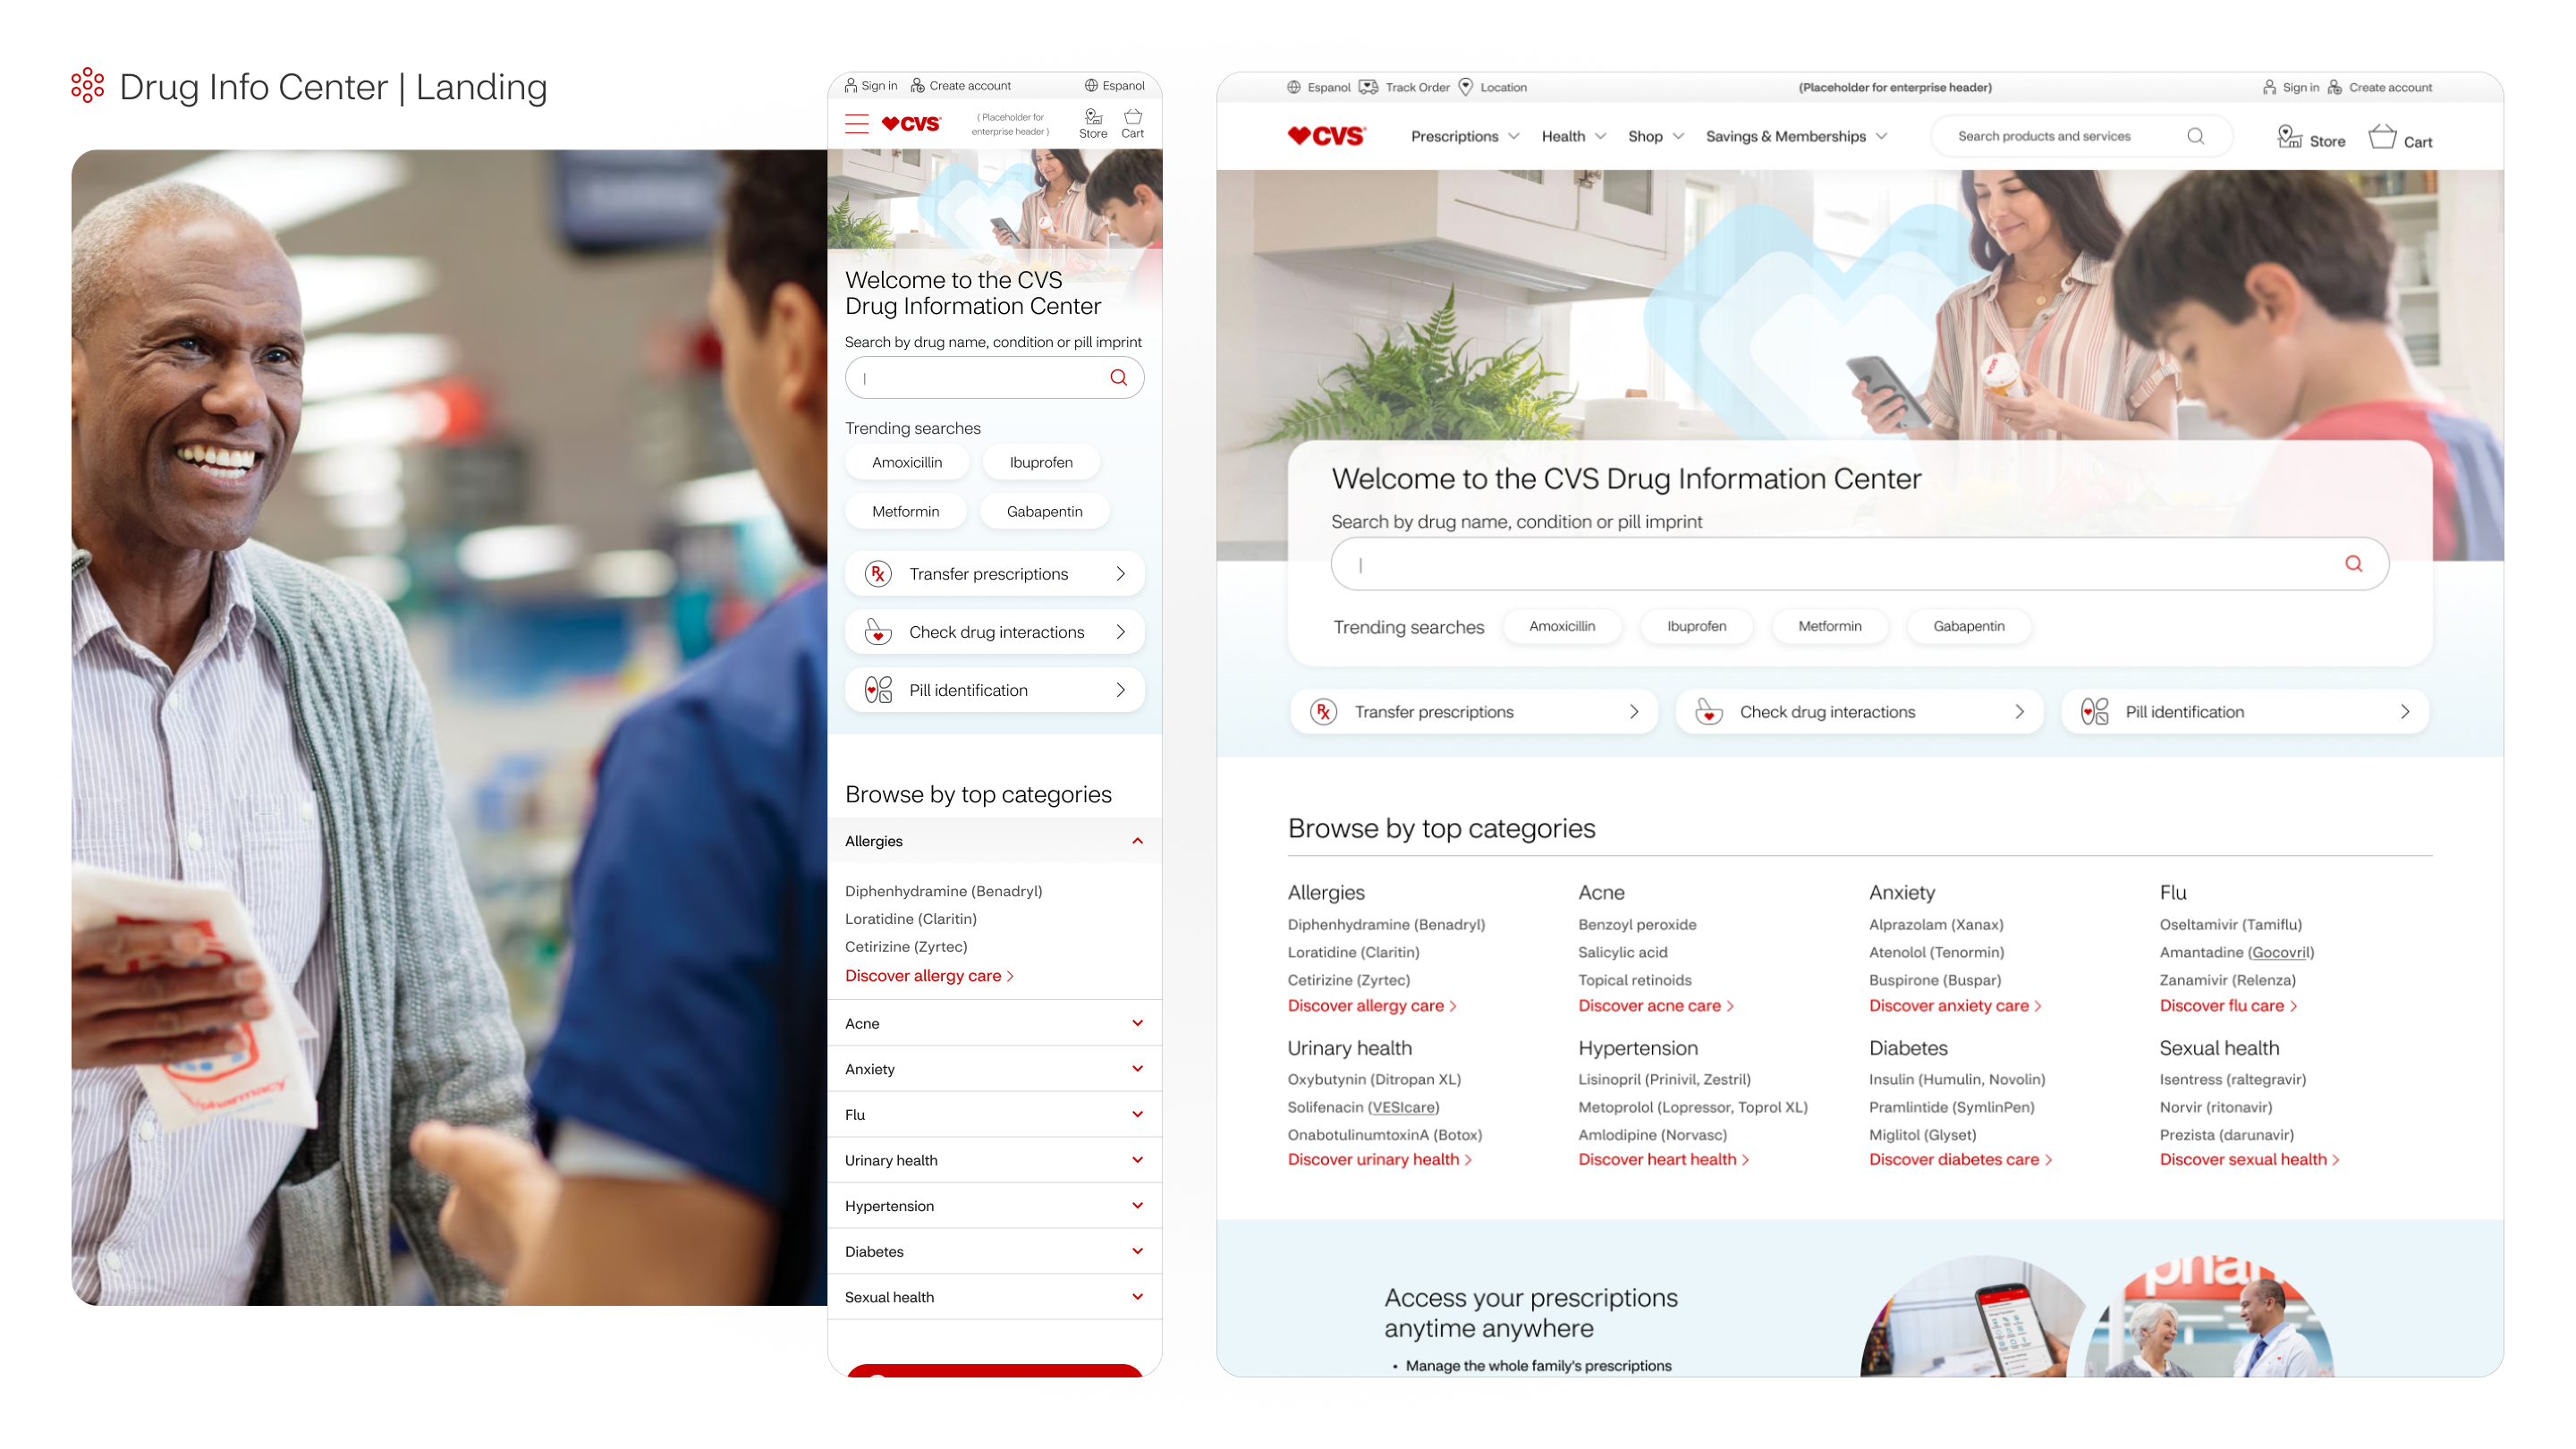 Drug Info Center | Landing
pharmacy
Sign in Create account Espanol
CVS
( Placeholder for
enterprise header )
Store Cart
Welcome to the CVS
Drug Information Center
Search by drug name, condition or pill imprint
Trending searches
Amoxicillin Ibuprofen
Metformin Gabapentin
Rx Transfer prescriptions
Check drug interactions
Pill identification
Browse by top categories
Allergies
Diphenhydramine (Benadryl)
Loratidine (Claritin)
Cetirizine (Zyrtec)
Discover allergy care
Acne
Anxiety
Flu
Urinary health
Hypertension
Diabetes
Sexual health
Espanol Track Order Location (Placeholder for enterprise header) Sign in Create account
CVS Prescriptions Health Shop Savings & Memberships Search products and services Store Cart
Welcome to the CVS Drug Information Center
Search by drug name, condition or pill imprint
Trending searches Amoxicillin Ibuprofen Metformin Gabapentin
Rx Transfer prescriptions Check drug interactions Pill identification
Browse by top categories
Allergies
Diphenhydramine (Benadryl)
Loratidine (Claritin)
Cetirizine (Zyrtec)
Discover allergy care
Acne
Benzoyl peroxide
Salicylic acid
Topical retinoids
Discover acne care
Anxiety
Alprazolam (Xanax)
Atenolol (Tenormin)
Buspirone (Buspar)
Discover anxiety care
Flu
Oseltamivir (Tamiflu)
Amantadine (Gocovril)
Zanamivir (Relenza)
Discover flu care
Urinary health
Oxybutynin (Ditropan XL)
Solifenacin (VESIcare)
OnabotulinumtoxinA (Botox)
Discover urinary health
Hypertension
Lisinopril (Prinivil, Zestril)
Metoprolol (Lopressor, Toprol XL)
Amlodipine (Norvasc)
Discover heart health
Diabetes
Insulin (Humulin, Novolin)
Pramlintide (SymlinPen)
Miglitol (Glyset)
Discover diabetes care
Sexual health
Isentress (raltegravir)
Norvir (ritonavir)
Prezista (darunavir)
Discover sexual health
Access your prescriptions
anytime anywhere
• Manage the whole family's prescriptions